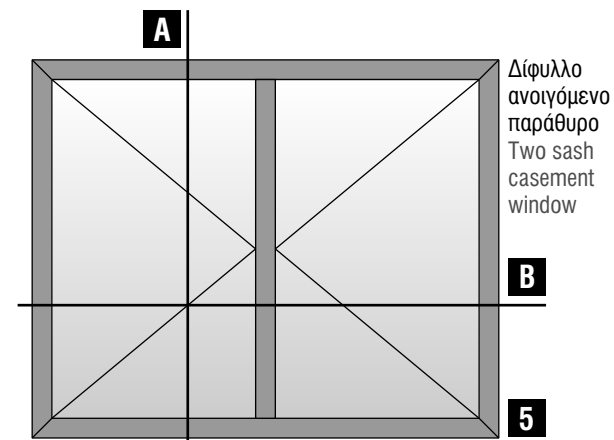 A
Δίφυλλο
ανοιγόμενο
παράθυρο
Two sash
casement
window
B
5